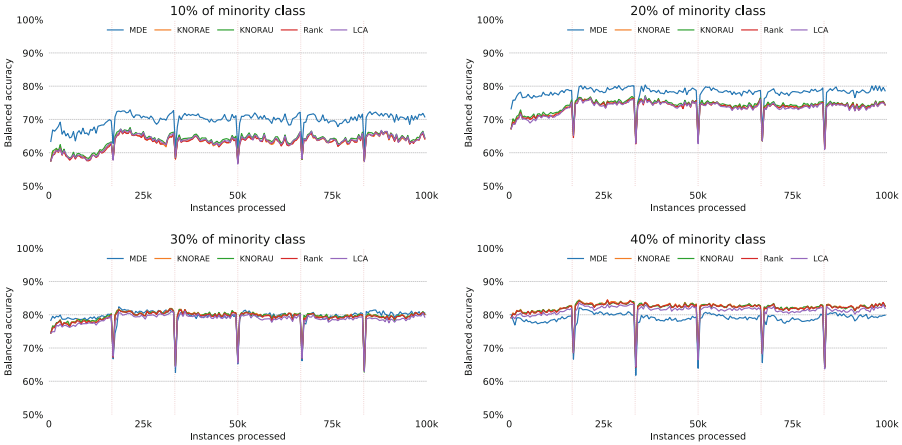 10% of minority class
MDE KNORAE KNORAU Rank LCA
Balanced accuracy
100%
90%
80%
70%
60%
50%
0 25k 50k 75k 100k
Instances processed
20% of minority class
MDE KNORAE KNORAU Rank LCA
Balanced accuracy
100%
90%
80%
70%
60%
50%
0 25k 50k 75k 100k
Instances processed
30% of minority class
MDE KNORAE KNORAU Rank LCA
Balanced accuracy
100%
90%
80%
70%
60%
50%
0 25k 50k 75k 100k
Instances processed
40% of minority class
MDE KNORAE KNORAU Rank LCA
Balanced accuracy
100%
90%
80%
70%
60%
50%
0 25k 50k 75k 100k
Instances processed